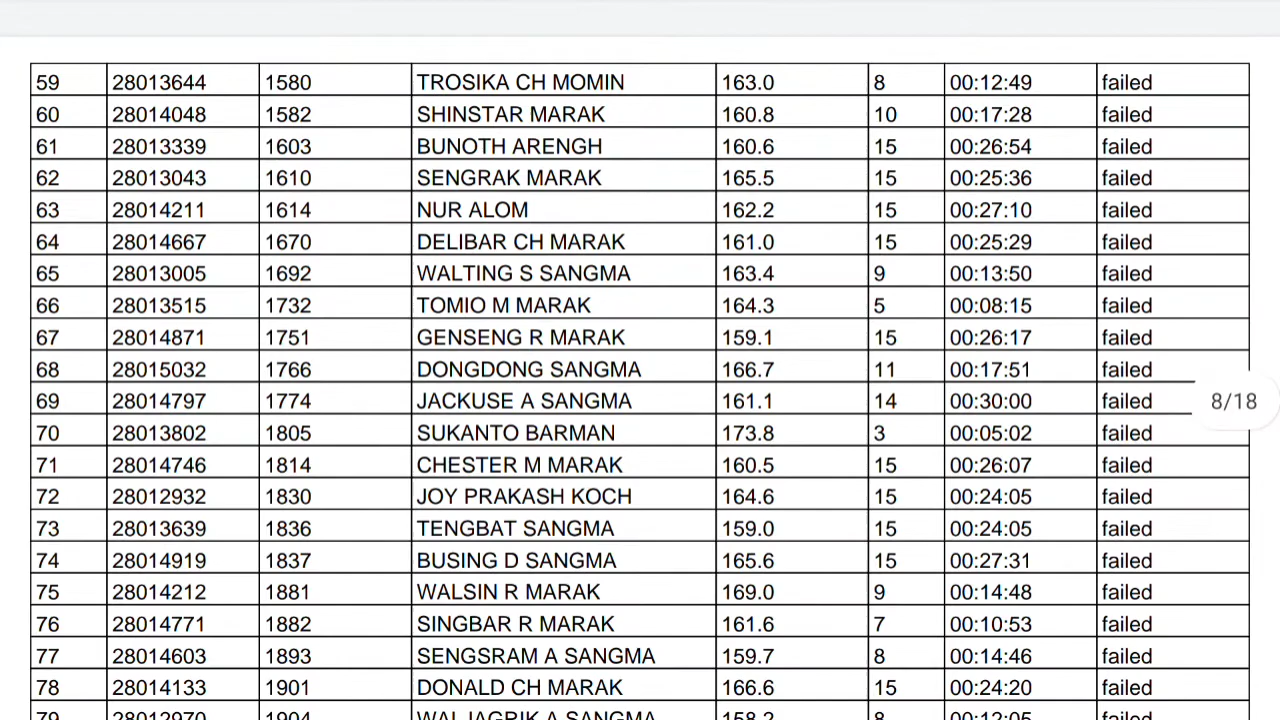 59 28013644 1580 TROSIKA CH MOMIN 163.0 8 00:12:49 failed
60 28014048 1582 SHINSTAR MARAK 160.8 10 00:17:28 failed
61 28013339 1603 BUNOTH ARENGH 160.6 15 00:26:54 failed
62 28013043 1610 SENGRAK MARAK 165.5 15 00:25:36 failed
63 28014211 1614 NUR ALOM 162.2 15 00:27:10 failed
64 28014667 1670 DELIBAR CH MARAK 161.0 15 00:25:29 failed
65 28013005 1692 WALTING S SANGMA 163.4 9 00:13:50 failed
66 28013515 1732 TOMIO M MARAK 164.3 5 00:08:15 failed
67 28014871 1751 GENSENG R MARAK 159.1 15 00:26:17 failed
68 28015032 1766 DONGDONG SANGMA 166.7 11 00:17:51 failed
69 28014797 1774 JACKUSE A SANGMA 161.1 14 00:30:00 failed
8/18
70 28013802 1805 SUKANTO BARMAN 173.8 3 00:05:02 failed
71 28014746 1814 CHESTER M MARAK 160.5 15 00:26:07 failed
72 28012932 1830 JOY PRAKASH KOCH 164.6 15 00:24:05 failed
73 28013639 1836 TENGBAT SANGMA 159.0 15 00:24:05 failed
74 28014919 1837 BUSING D SANGMA 165.6 15 00:27:31 failed
75 28014212 1881 WALSIN R MARAK 169.0 9 00:14:48 failed
76 28014771 1882 SINGBAR R MARAK 161.6 7 00:10:53 failed
77 28014603 1893 SENGSRAM A SANGMA 159.7 8 00:14:46 failed
78 28014133 1901 DONALD CH MARAK 166.6 15 00:24:20 failed
79 28012970 1904 A SANGMA 158.2 8 00:12:05 failed